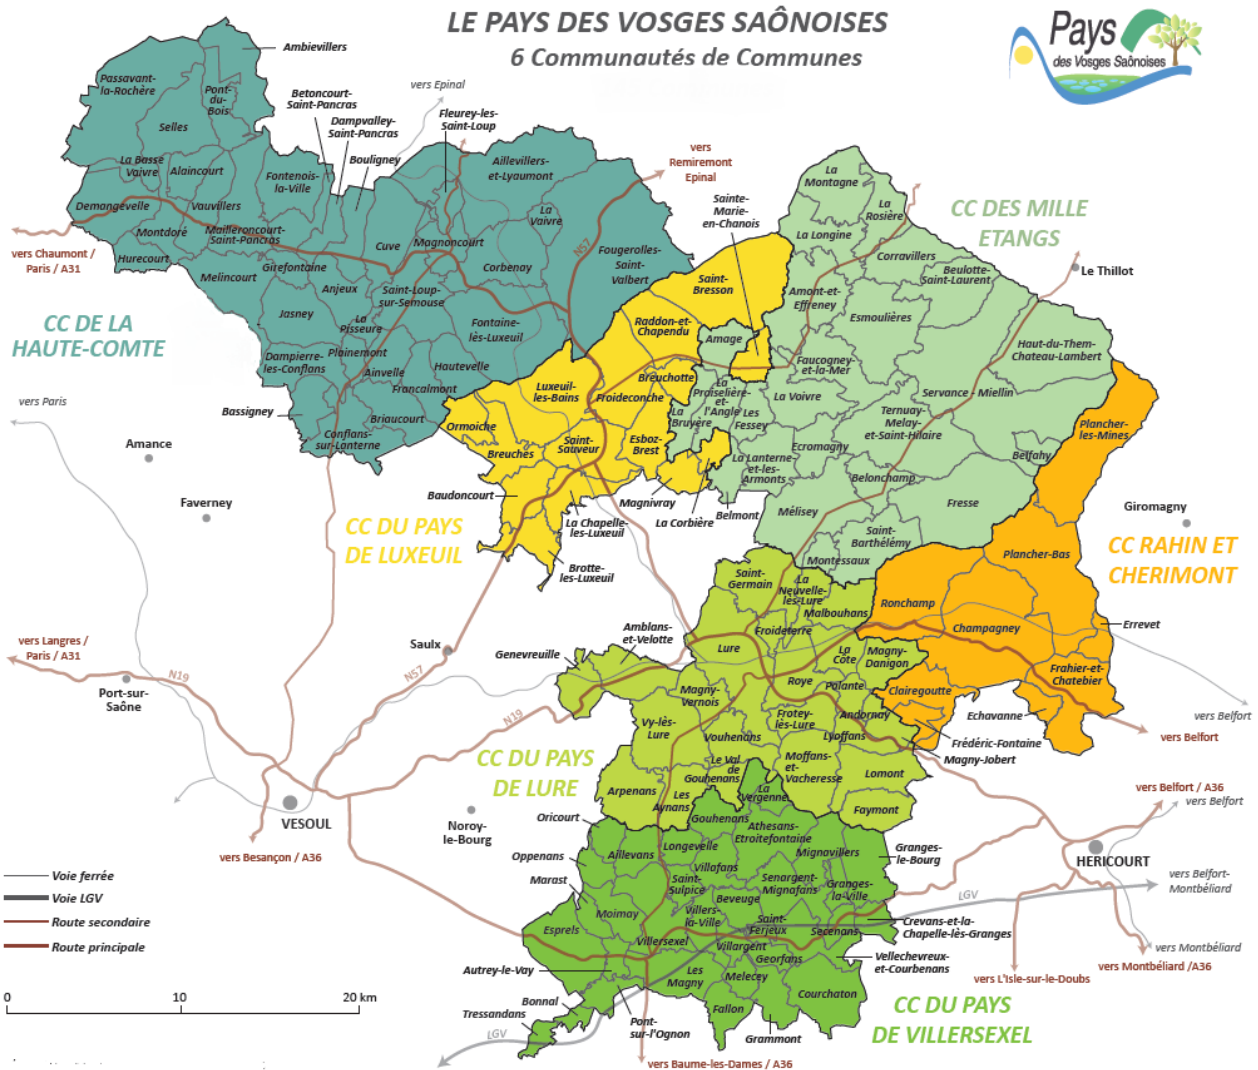 LE PAYS DES VOSGES SAÔNOISES
6 Communautés de Communes
Pays
des Vosges Saônoises
Ambievillers
Passavant-
la-Rochère
Pont-
du-
Bois
Selles
Betoncourt-
Saint-Pancras
Dampvalley-
Saint-Pancras
Bouligney
vers Epinal
Fleurey-les-
Saint-Loup
La Basse
Vaivre
Alaincourt
Fontenois-
la-Ville
Aillevillers-
et-Lyaumont
vers
Remiremont
Epinal
Demangevelle
Vauvillers
Montdoré
Mailleroncourt-
Saint-Pancras
Hurecourt
Cuve
Magnoncourt
La
Vaivre
N57
Fougerolles-
Saint-
Valbert
Melincourt
Girefontaine
Anjeux
Corbenay
Saint-Loup-
sur-Semouse
Jasney
La
Pisseure
Fontaine-
lès-Luxeuil
Dampierre-
les-Conflans
Plainemont
Ainvelle
Hautevelle
Francalmont
Bassigney
Briaucourt
Conflans-
sur-Lanterne
vers Chaumont /
Paris / A31
CC DE LA
HAUTE-COMTE
vers Paris
Amance
Faverney
Sainte-
Marie-
en-Chanois
Saint-
Bresson
Raddon-et-
Chapendu
Amage
Breuchotte
Luxeuil-
les-Bains
Froideconche
La
Praiselière-
et-
l'Angle
La
Bruyère
Les
Fessey
Ormoiche
Breuches
Saint-
Sauveur
Esboz-
Brest
Baudoncourt
Magnivray
La Corbière
Belmont
La Chapelle-
les-Luxeuil
Brotte-
les-Luxeuil
CC DU PAYS
DE LUXEUIL
La
Montagne
La
Rosière
La Longine
CC DES MILLE
ETANGS
Le Thillot
Corravillers
Beulotte-
Saint-Laurent
Amont-et-
Effreney
Esmoulières
Haut-du-Them-
Chateau-Lambert
Faucogney-
et-la-Mer
La Voivre
Servance - Miellin
Ternuay-
Melay-
et-Saint-Hilaire
Ecromagny
La Lanterne-
et-les-
Armonts
Belonchamp
Belfahy
Mélisey
Fresse
Saint-
Barthélémy
Montessaux
Plancher-
les-Mines
Giromagny
Plancher-Bas
CC RAHIN ET
CHERIMONT
Ronchamp
Champagney
Errevet
Frahier-et-
Chatebier
Clairegoutte
Echavanne
Frédéric-Fontaine
Magny-Jobert
vers Belfort
vers Belfort
Saint-
Germain
La
Neuvelle-
les-Lure
Malbouhans
Froideterre
Amblans-
et-Velotte
Genevreuille
Lure
La
Côte
Magny-
Danigon
Roye
Palante
Magny-
Vernois
Andornay
Frotey-
lès-Lure
Lyoffans
Vy-lès-
Lure
Vouhenans
Moffans-
et-
Vacheresse
Le Val
de
Gouhenans
Lomont
Arpenans
Les
Aynans
Faymont
CC DU PAYS
DE LURE
Saulx
N57
N19
vers Langres /
Paris / A31
N19
Port-sur-
Saône
VESOUL
vers Besançon / A36
Noroy-
le-Bourg
La
Vergenne
Gouhenans
Athesans-
Etroitefontaine
Oricourt
Oppenans
Marast
Aillevans
Longevelle
Mignavillers
Granges-
le-Bourg
Villafans
Saint-
Sulpice
Senargent-
Mignafans
Granges-
la-Ville
Beveuge
Moimay
Villers-
la-Ville
Saint-
Ferjeux
Secenans
Crevans-et-la-
Chapelle-lès-Granges
Esprels
Villersexel
Villargent
Georfans
Vellechevreux-
et-Courbenans
Autrey-le-Vay
Les
Magny
Melecey
Courchaton
Bonnal
Tressandans
Fallon
Grammont
Pont-
sur-l'Ognon
CC DU PAYS
DE VILLERSEXEL
LGV
LGV
vers Baume-les-Dames / A36
vers Belfort / A36
vers Belfort
HERICOURT
vers Belfort-
Montbéliard
vers Montbéliard
vers Montbéliard /A36
vers L'Isle-sur-le-Doubs
Voie ferrée
Voie LGV
Route secondaire
Route principale
0 10 20 km